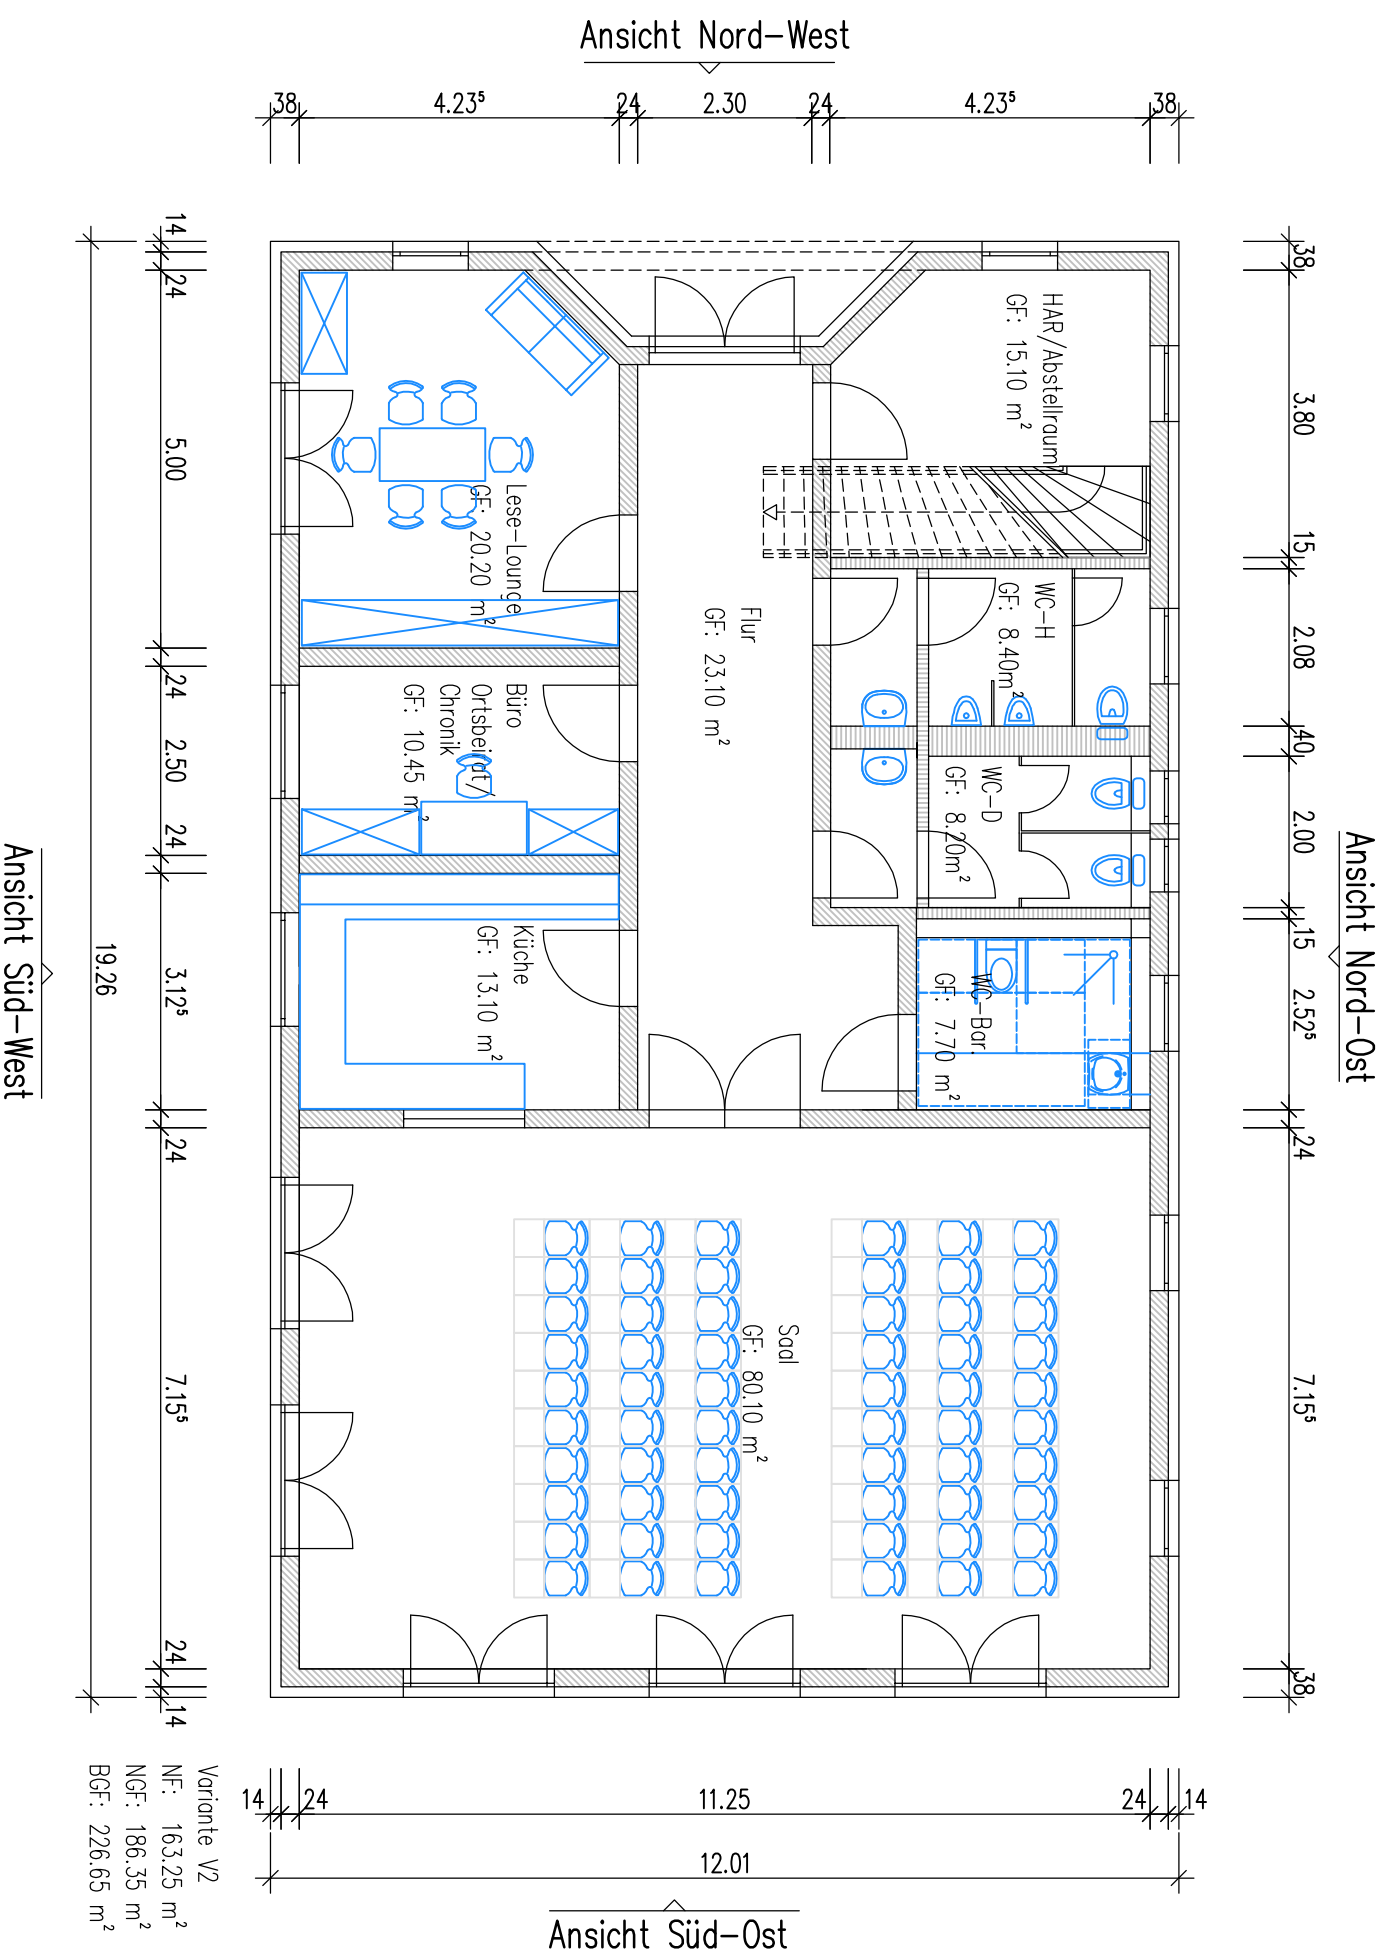 Ansicht Nord-West
38
4.23⁵
24
2.30
24
4.23⁵
38
14
24
5.00
24
2.50
24
3.12⁵
24
7.15⁵
24
14
19.26
Ansicht Süd-West
38
3.80
15
2.08
40
2.00
15
2.52⁵
24
7.15⁵
38
Ansicht Nord-Ost
HAR/Abstellraum
GF: 15.10 m²
Lese-Lounge
GF: 20.20 m²
Flur
GF: 23.10 m²
WC-H
GF: 8.40m²
Büro
Ortsbeirat/
Chronik
GF: 10.45 m²
WC-D
GF: 8.20m²
Küche
GF: 13.10 m²
WC-Bar.
GF: 7.70 m²
Saal
GF: 80.10 m²
14
24
11.25
24
14
12.01
Ansicht Süd-Ost
Variante V2
NF: 163.25 m²
NGF: 186.35 m²
BGF: 226.65 m²